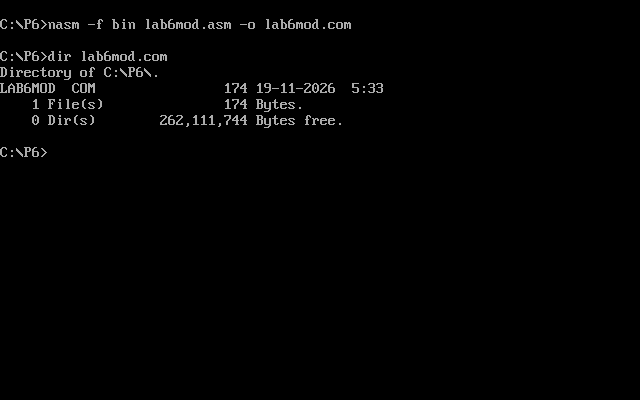 C:\P6>nasm -f bin lab6mod.asm -o lab6mod.com
C:\P6>dir lab6mod.com
Directory of C:\P6\.
LAB6MOD  COM                174 19-11-2026  5:33
    1 File(s)               174 Bytes.
    0 Dir(s)        262,111,744 Bytes free.
C:\P6>